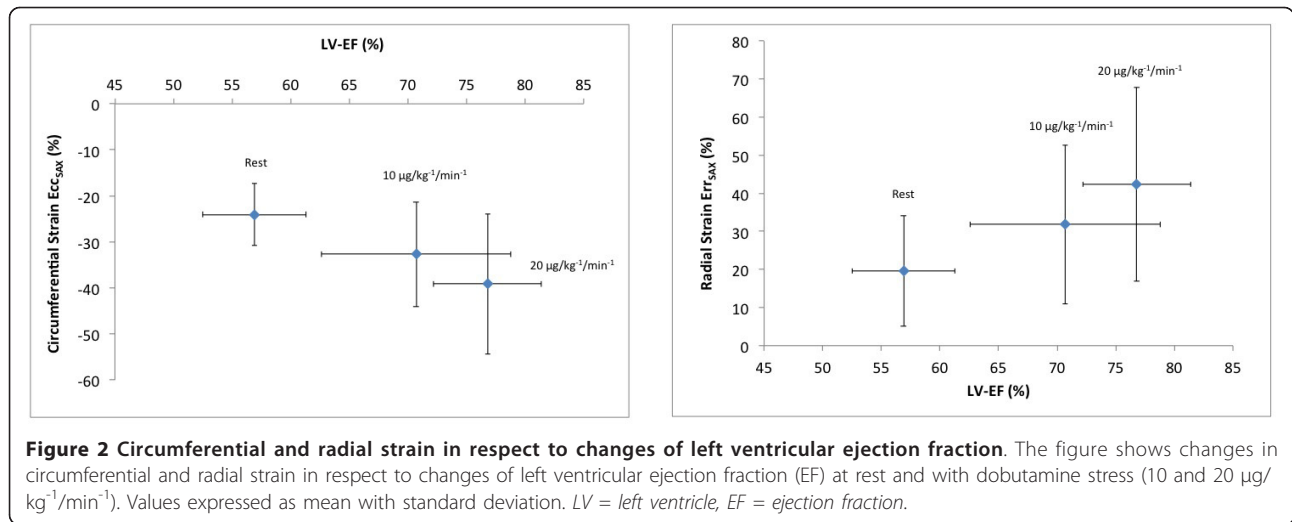 LV-EF (%)
45 50 55 60 65 70 75 80 85
0
-10
-20
-30
-40
-50
-60
Circumferential Strain Ecc_SAX (%)
Rest
10 µg/kg⁻¹/min⁻¹
20 µg/kg⁻¹/min⁻¹
80
70
60
50
40
30
20
10
0
Radial Strain Err_SAX (%)
20 µg/kg⁻¹/min⁻¹
10 µg/kg⁻¹/min⁻¹
Rest
45 50 55 60 65 70 75 80 85
LV-EF (%)
Figure 2 Circumferential and radial strain in respect to changes of left ventricular ejection fraction. The figure shows changes in
circumferential and radial strain in respect to changes of left ventricular ejection fraction (EF) at rest and with dobutamine stress (10 and 20 µg/
kg⁻¹/min⁻¹). Values expressed as mean with standard deviation. LV = left ventricle, EF = ejection fraction.